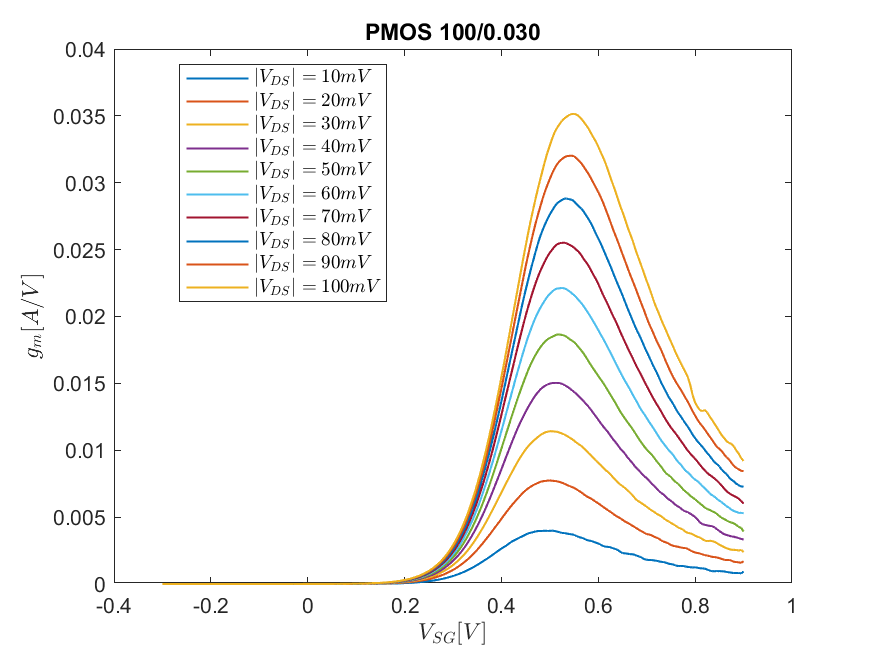 PMOS 100/0.030
0.04
0.035
0.03
0.025
0.02
0.015
0.01
0.005
0
g_m[A/V]
|V_DS| = 10mV
|V_DS| = 20mV
|V_DS| = 30mV
|V_DS| = 40mV
|V_DS| = 50mV
|V_DS| = 60mV
|V_DS| = 70mV
|V_DS| = 80mV
|V_DS| = 90mV
|V_DS| = 100mV
-0.4 -0.2 0 0.2 0.4 0.6 0.8 1
V_SG[V]